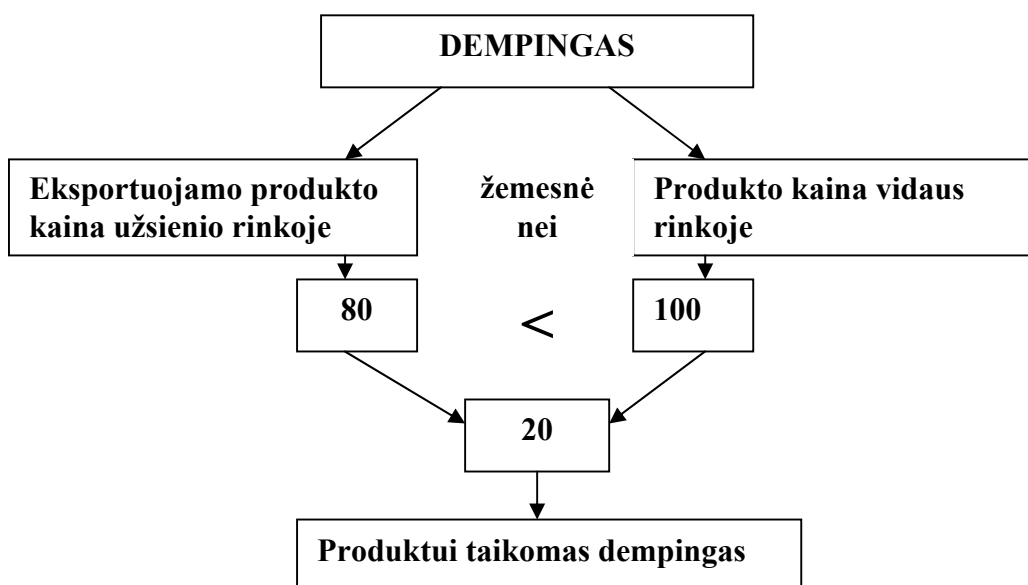 DEMPINGAS
Eksportuojamo produkto
kaina užsienio rinkoje
žemesnė
nei
Produkto kaina vidaus
rinkoje
80
<
100
20
Produktui taikomas dempingas